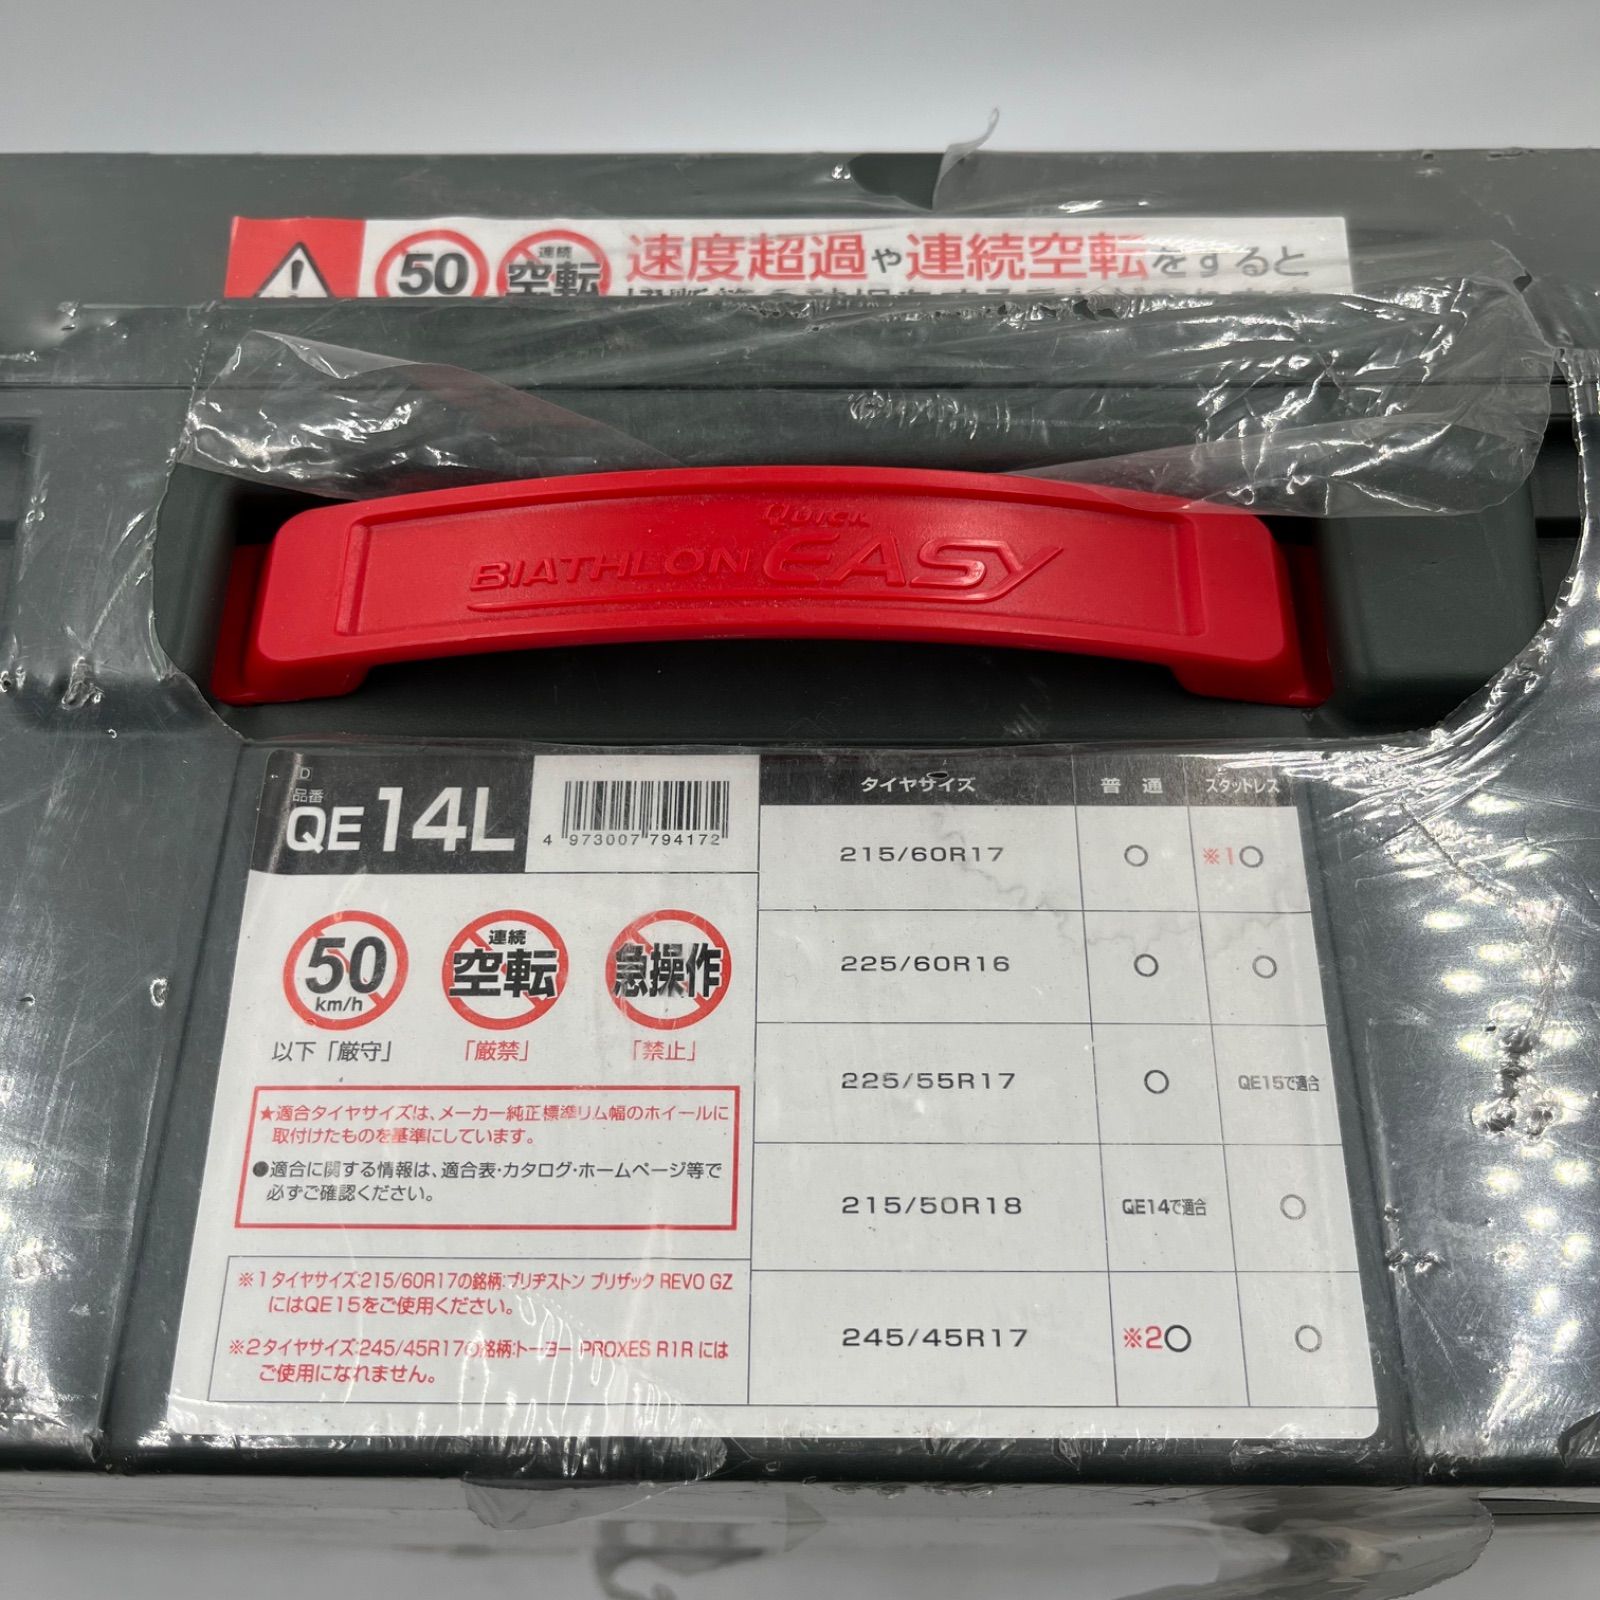 50
連続
空転
速度超過や連続空転をすると
Quick
BIATHLON EASY
品番
QE14L
4 973007 794172
50
km/h
以下「厳守」
連続
空転
「厳禁」
急操作
「禁止」
★適合タイヤサイズは、メーカー純正標準リム幅のホイールに
取付けたものを基準にしています。
●適合に関する情報は、適合表・カタログ・ホームページ等で
必ずご確認ください。
※1タイヤサイズ:215/60R17の銘柄:ブリヂストン ブリザック REVO GZ
にはQE15をご使用ください。
※2タイヤサイズ:245/45R17の銘柄:トーヨー PROXES R1R には
ご使用になれません。
タイヤサイズ 普通 スタッドレス
215/60R17 ○ ※1○
225/60R16 ○ ○
225/55R17 ○ QE15で適合
215/50R18 QE14で適合 ○
245/45R17 ※2○ ○